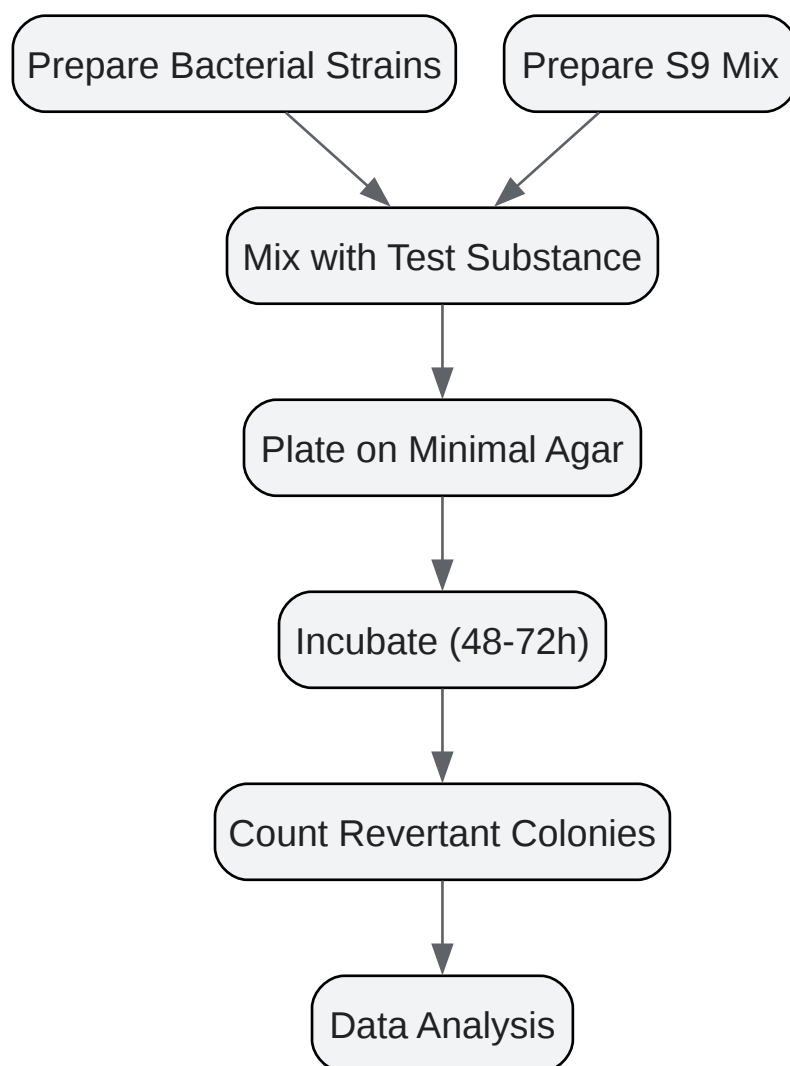 Prepare Bacterial Strains
Prepare S9 Mix
Mix with Test Substance
Plate on Minimal Agar
Incubate (48-72h)
Count Revertant Colonies
Data Analysis